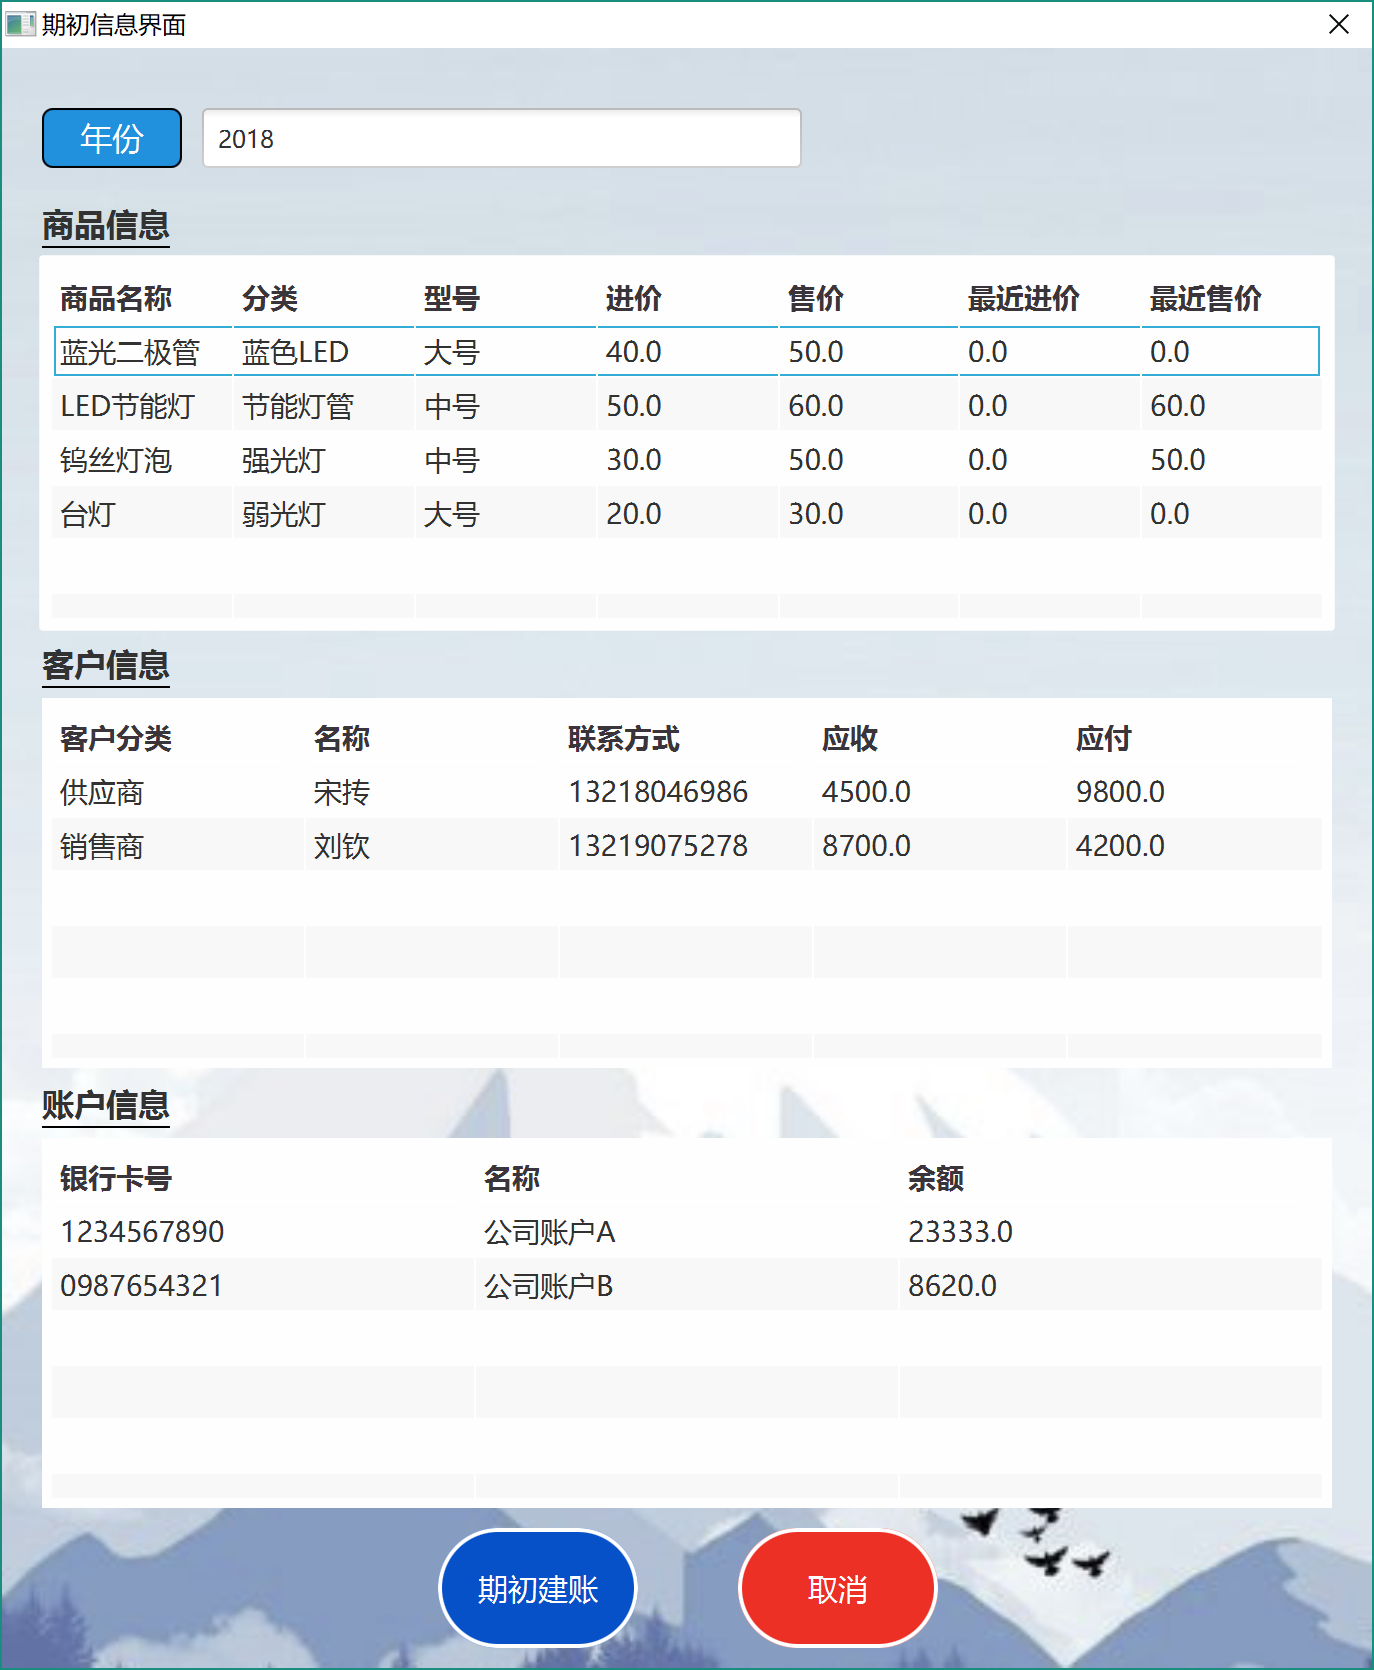 期初信息界面
年份 2018
商品信息
商品名称 分类 型号 进价 售价 最近进价 最近售价
蓝光二极管 蓝色LED 大号 40.0 50.0 0.0 0.0
LED节能灯 节能灯管 中号 50.0 60.0 0.0 60.0
钨丝灯泡 强光灯 中号 30.0 50.0 0.0 50.0
台灯 弱光灯 大号 20.0 30.0 0.0 0.0
客户信息
客户分类 名称 联系方式 应收 应付
供应商 宋抟 13218046986 4500.0 9800.0
销售商 刘钦 13219075278 8700.0 4200.0
账户信息
银行卡号 名称 余额
1234567890 公司账户A 23333.0
0987654321 公司账户B 8620.0
期初建账 取消